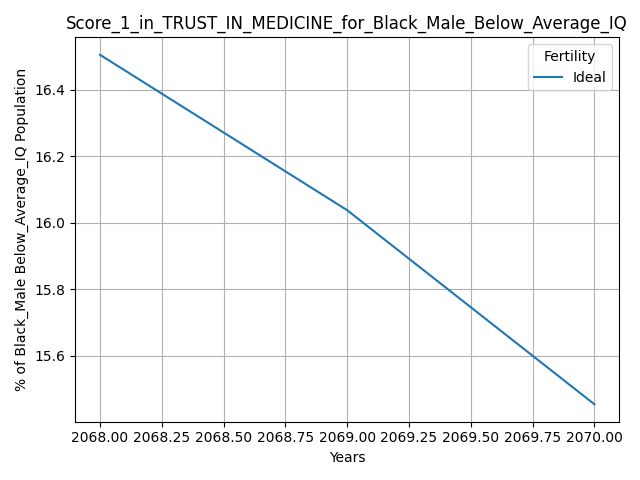 Score_1_in_TRUST_IN_MEDICINE_for_Black_Male_Below_Average_IQ
% of Black_Male Below_Average_IQ Population
16.4
16.2
16.0
15.8
15.6
Fertility
Ideal
2068.00 2068.25 2068.50 2068.75 2069.00 2069.25 2069.50 2069.75 2070.00
Years